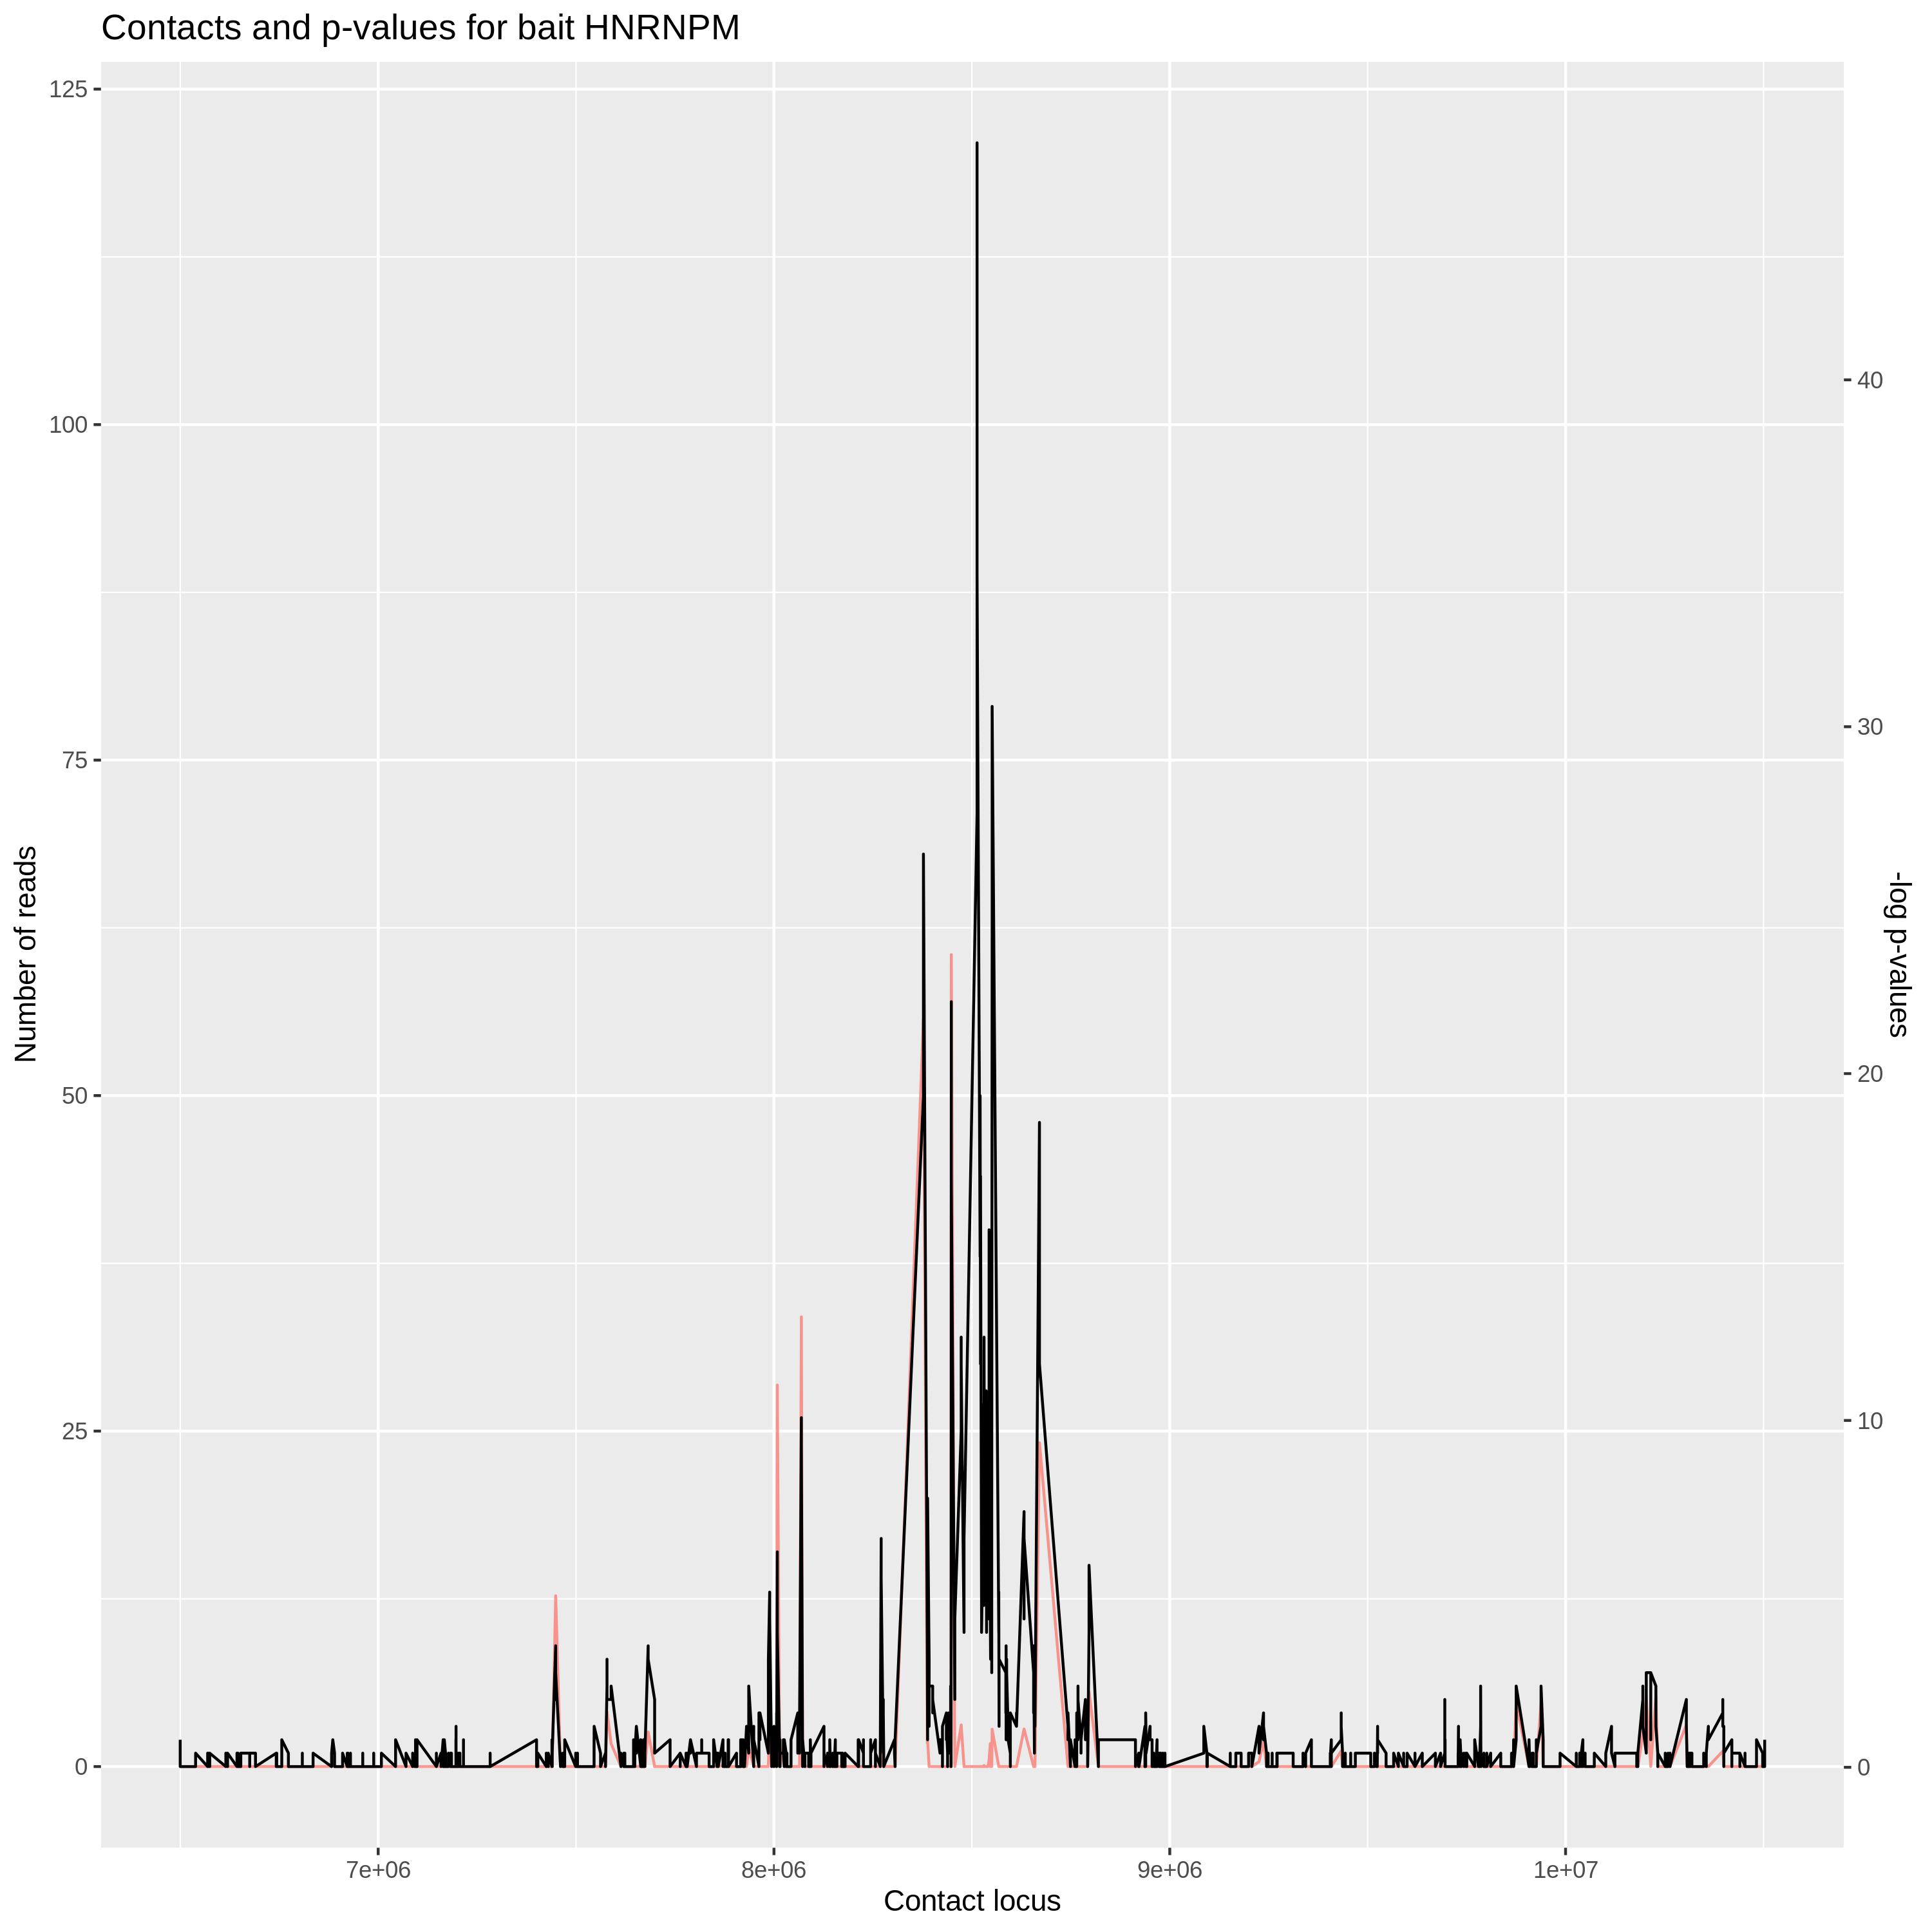 Contacts and p-values for bait HNRNPM
125
100
75
50
25
0
Number of reads
40
30
20
10
0
-log p-values
7e+06
8e+06
9e+06
1e+07
Contact locus